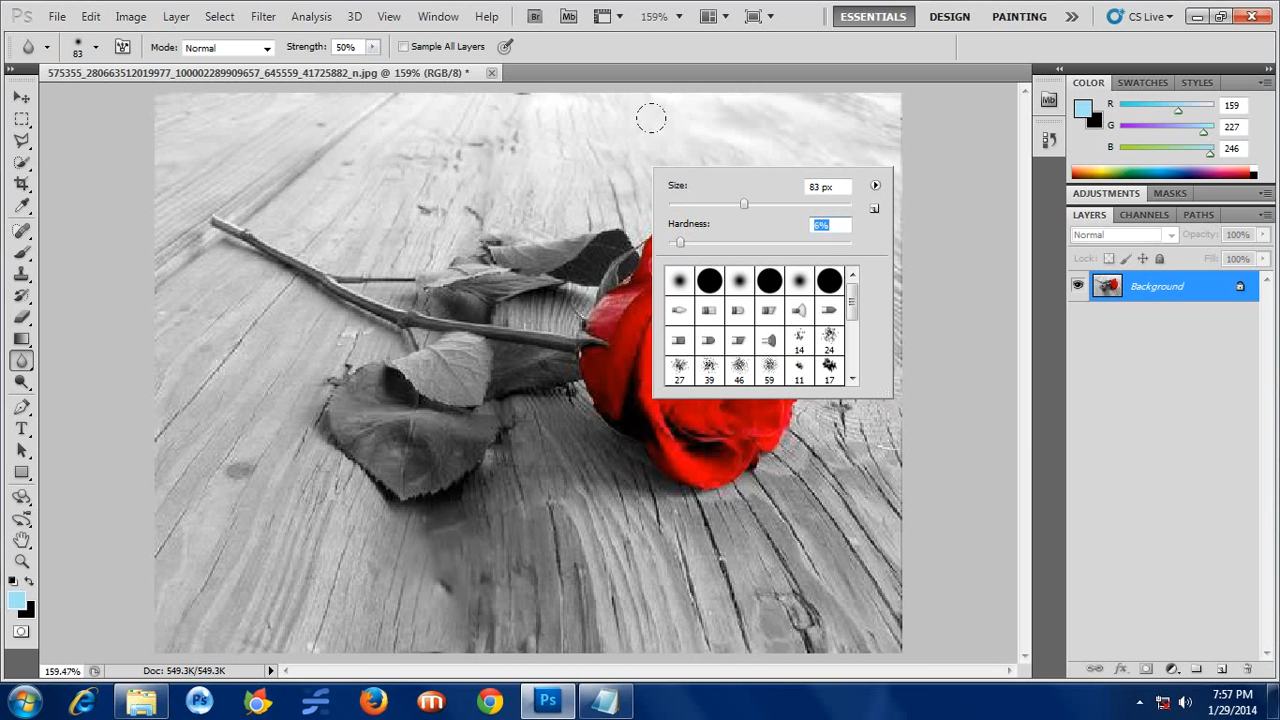 Ps File Edit Image Layer Select Filter Analysis 3D View Window Help Br Mb 159% ESSENTIALS DESIGN PAINTING CS Live
83 Mode: Normal Strength: 50% Sample All Layers
575355_280663512019977_100002289909657_645559_41725882_n.jpg @ 159% (RGB/8) *
COLOR SWATCHES STYLES
Mb
R 159
G 227
B 246
ADJUSTMENTS MASKS
LAYERS CHANNELS PATHS
Normal Opacity: 100%
Lock: Fill: 100%
Background
Size: 83 px
Hardness: 6%
14 24
27 39 46 59 11 17
159.47% Doc: 549.3K/549.3K
Ps Ps
7:57 PM
1/29/2014